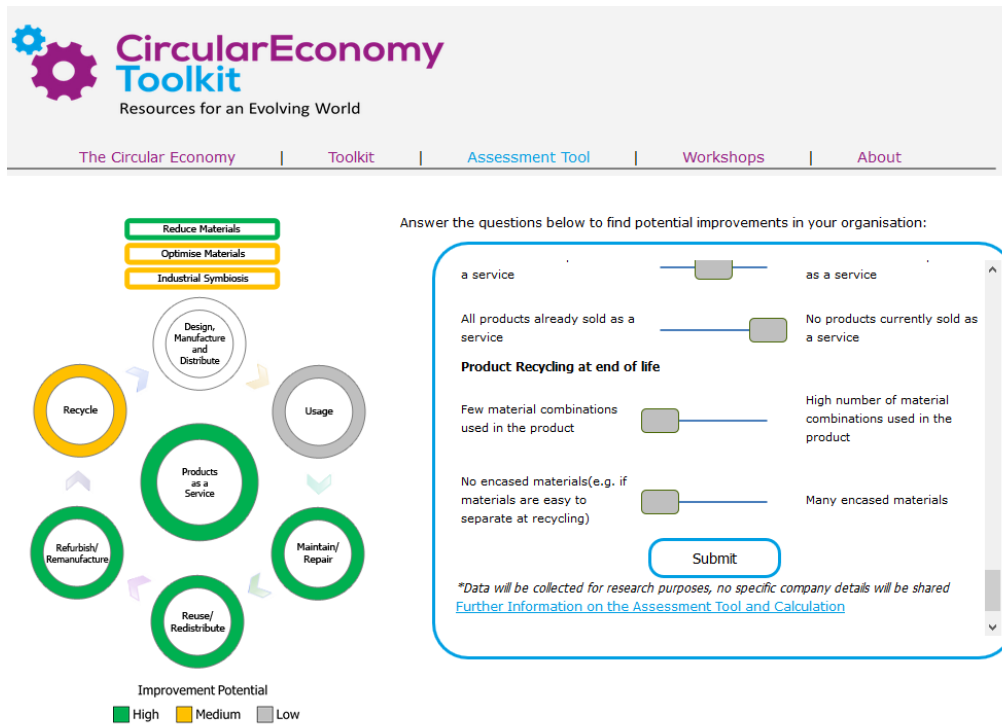 CircularEconomy
Toolkit
Resources for an Evolving World
The Circular Economy | Toolkit | Assessment Tool | Workshops | About
Reduce Materials
Optimise Materials
Industrial Symbiosis
Design,
Manufacture
and
Distribute
Recycle
Usage
Products
as a
Service
Refurbish/
Remanufacture
Maintain/
Repair
Reuse/
Redistribute
Improvement Potential
High Medium Low
Answer the questions below to find potential improvements in your organisation:
a service
as a service
All products already sold as a
service
No products currently sold as
a service
Product Recycling at end of life
Few material combinations
used in the product
High number of material
combinations used in the
product
No encased materials(e.g. if
materials are easy to
separate at recycling)
Many encased materials
Submit
*Data will be collected for research purposes, no specific company details will be shared
Further Information on the Assessment Tool and Calculation